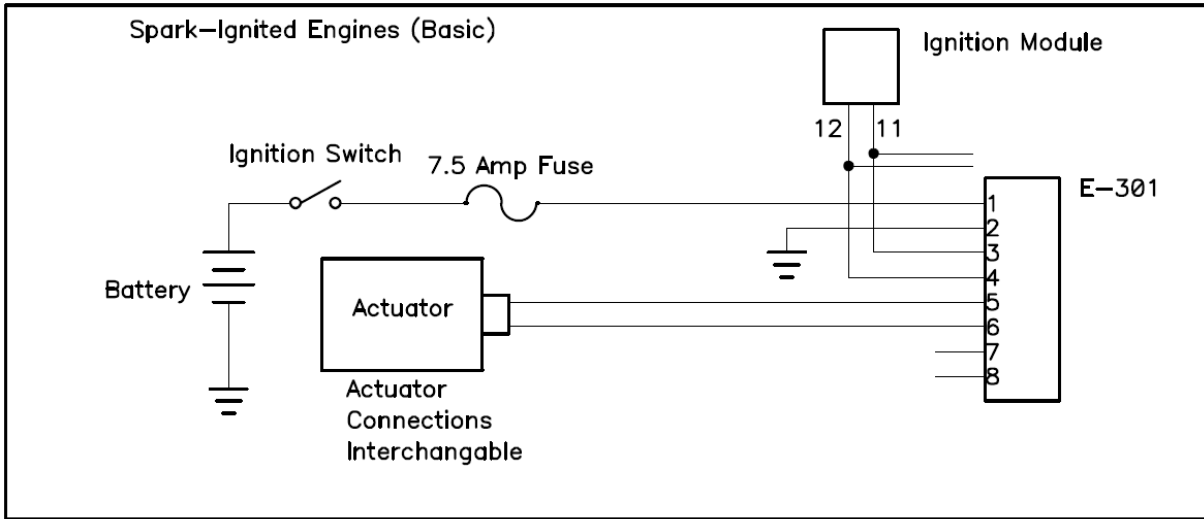 Spark-Ignited Engines (Basic)
Ignition Module
12 11
Ignition Switch
7.5 Amp Fuse
E-301
1
2
3
4
5
6
7
8
Battery
Actuator
Actuator
Connections
Interchangable